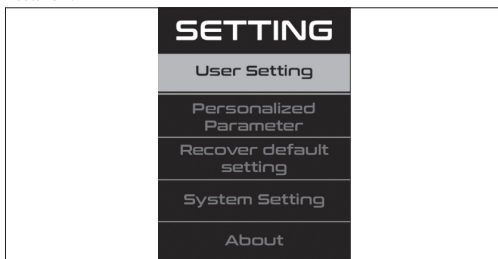 SETTING
User Setting
Personalized
Parameter
Recover default
setting
System Setting
About